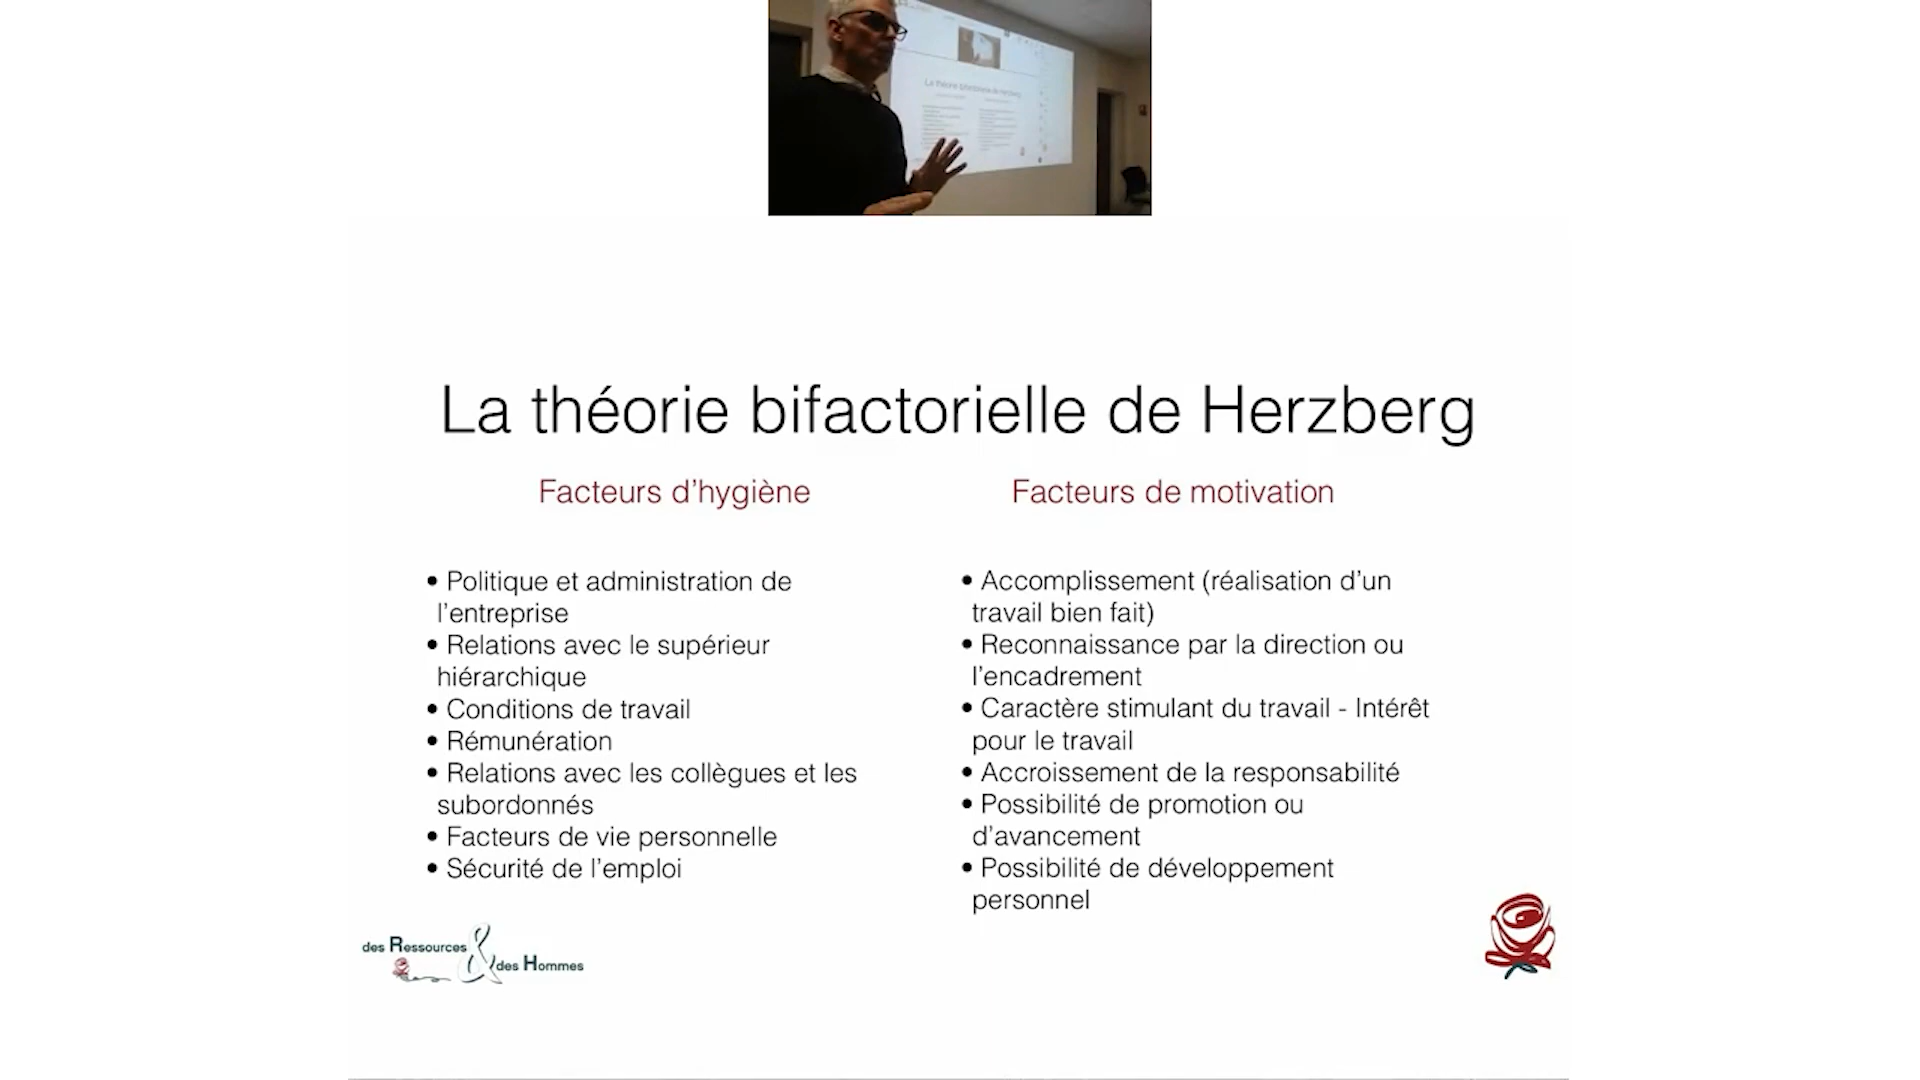 La théorie bifactorielle de Herzberg
Facteurs d'hygiène
• Politique et administration de
l'entreprise
• Relations avec le supérieur
hiérarchique
• Conditions de travail
• Rémunération
• Relations avec les collègues et les
subordonnés
• Facteurs de vie personnelle
• Sécurité de l'emploi
Facteurs de motivation
• Accomplissement (réalisation d'un
travail bien fait)
• Reconnaissance par la direction ou
l'encadrement
• Caractère stimulant du travail - Intérêt
pour le travail
• Accroissement de la responsabilité
• Possibilité de promotion ou
d'avancement
• Possibilité de développement
personnel
des Ressources
& des Hommes